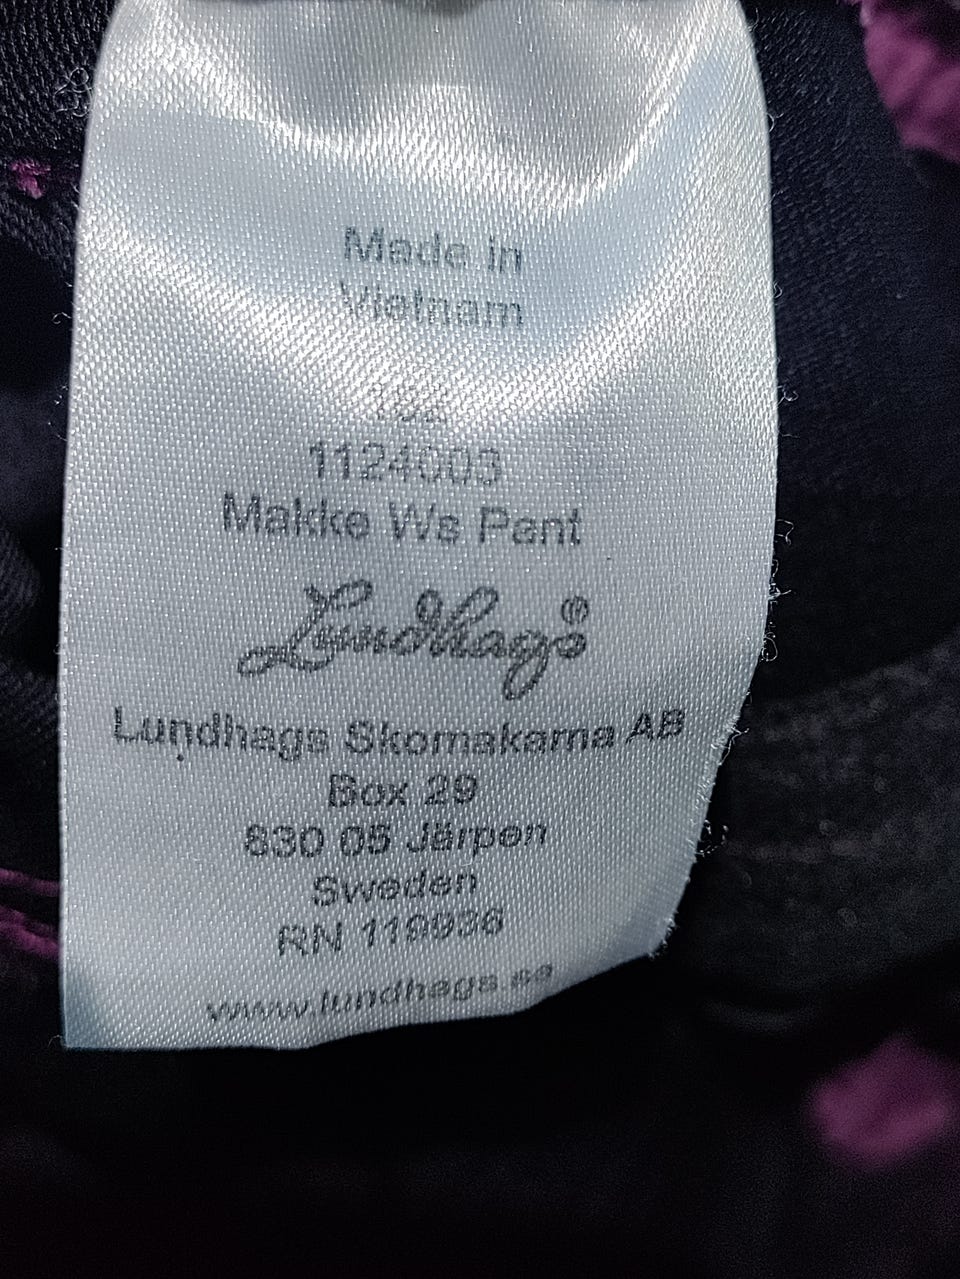 Made in
Vietnam
1124003
Makke Ws Pant
Lundhags®
Lundhags Skomakarna AB
Box 29
830 05 Järpen
Sweden
RN 119936
www.lundhags.se